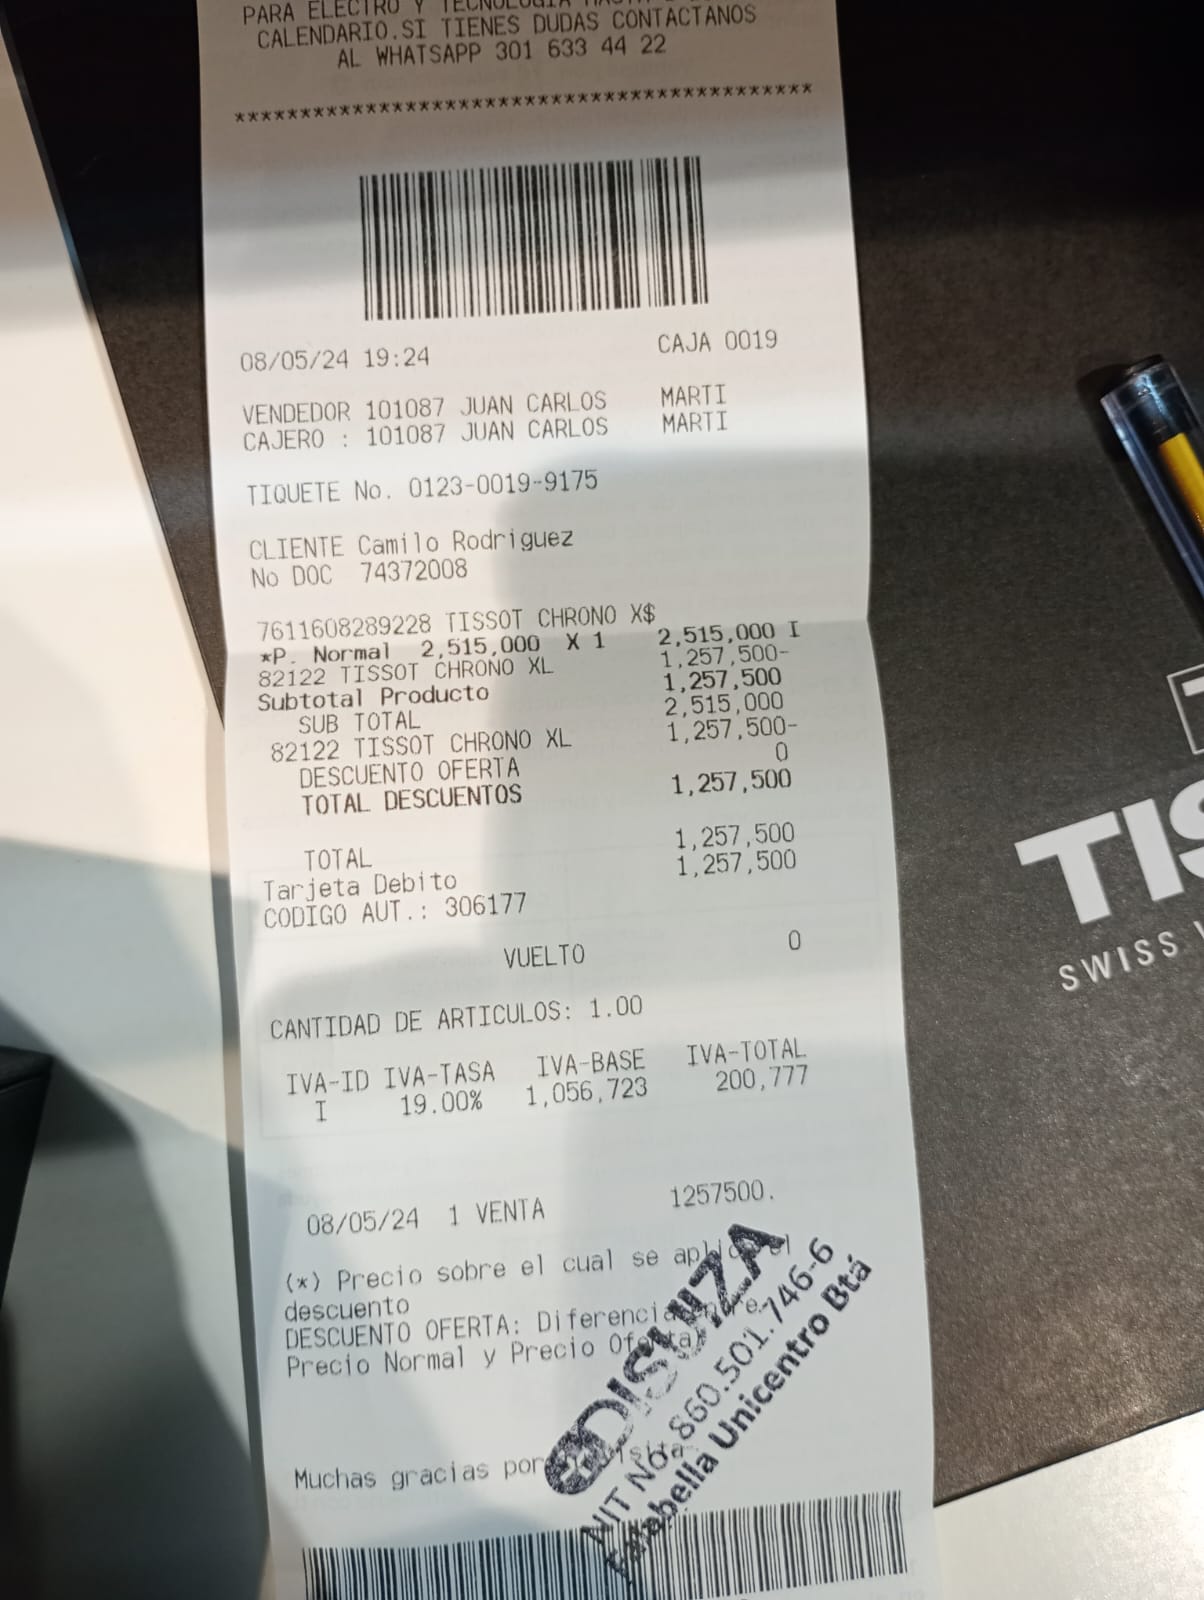 PARA ELECTRO Y TECNOLOGIA HASTA
CALENDARIO.SI TIENES DUDAS CONTACTANOS
AL WHATSAPP 301 633 44 22
********************************************
08/05/24 19:24 CAJA 0019
VENDEDOR 101087 JUAN CARLOS MARTI
CAJERO : 101087 JUAN CARLOS MARTI
TIQUETE No. 0123-0019-9175
CLIENTE Camilo Rodriguez
No DOC 74372008
7611608289228 TISSOT CHRONO X$
*P. Normal 2,515,000 X 1 2,515,000 I
82122 TISSOT CHRONO XL 1,257,500-
Subtotal Producto 1,257,500
SUB TOTAL 2,515,000
82122 TISSOT CHRONO XL 1,257,500-
DESCUENTO OFERTA 0
TOTAL DESCUENTOS 1,257,500
TOTAL 1,257,500
Tarjeta Debito 1,257,500
CODIGO AUT.: 306177
VUELTO 0
CANTIDAD DE ARTICULOS: 1.00
IVA-ID IVA-TASA IVA-BASE IVA-TOTAL
I 19.00% 1,056,723 200,777
08/05/24 1 VENTA 1257500.
(*) Precio sobre el cual se aplica el
descuento
DESCUENTO OFERTA: Diferencia entre
Precio Normal y Precio Oferta)
Muchas gracias por
DISUIZA
NIT No. 860.501.746-6
Falabella Unicentro Btá
TIS
SWISS